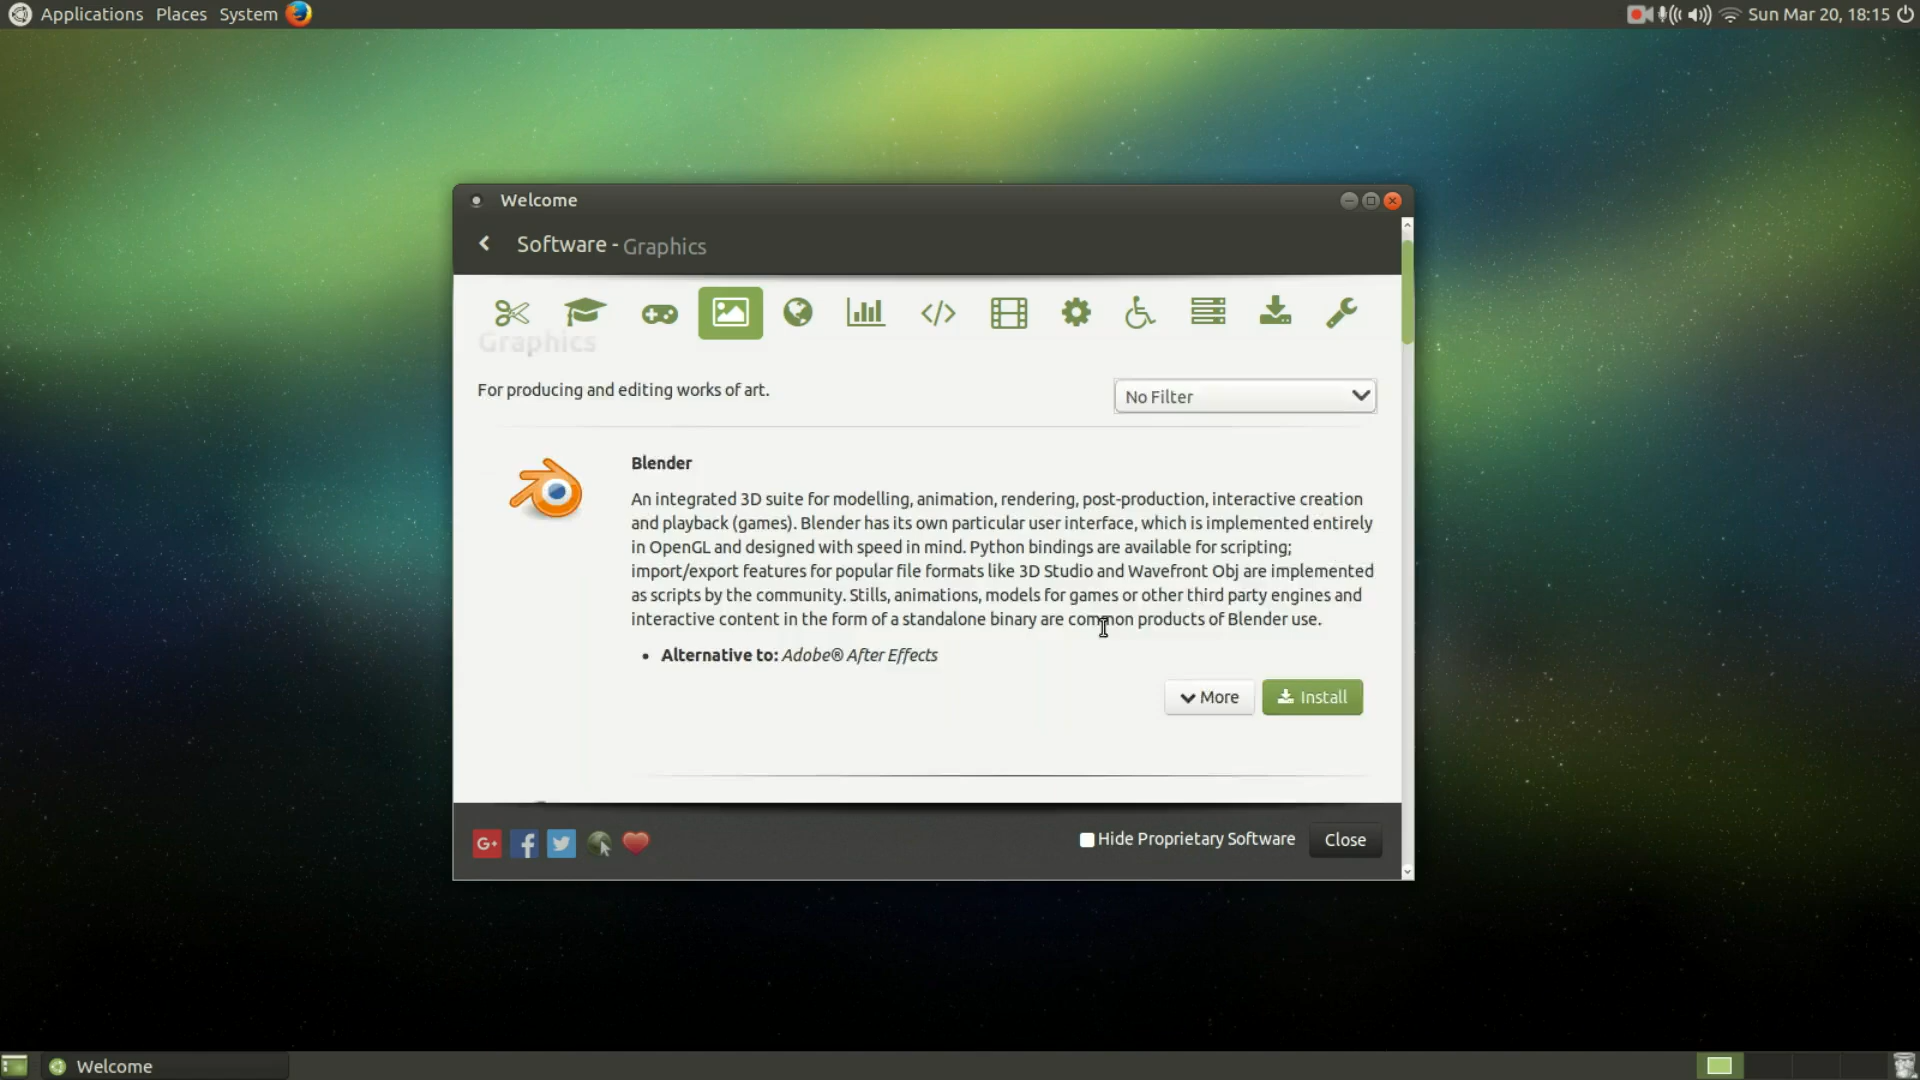 Applications Places System
Sun Mar 20, 18:15
Welcome
Software - Graphics
Graphics
For producing and editing works of art.
No Filter
Blender
An integrated 3D suite for modelling, animation, rendering, post-production, interactive creation
and playback (games). Blender has its own particular user interface, which is implemented entirely
in OpenGL and designed with speed in mind. Python bindings are available for scripting;
import/export features for popular file formats like 3D Studio and Wavefront Obj are implemented
as scripts by the community. Stills, animations, models for games or other third party engines and
interactive content in the form of a standalone binary are common products of Blender use.
• Alternative to: Adobe® After Effects
More
Install
G+
Hide Proprietary Software
Close
Welcome